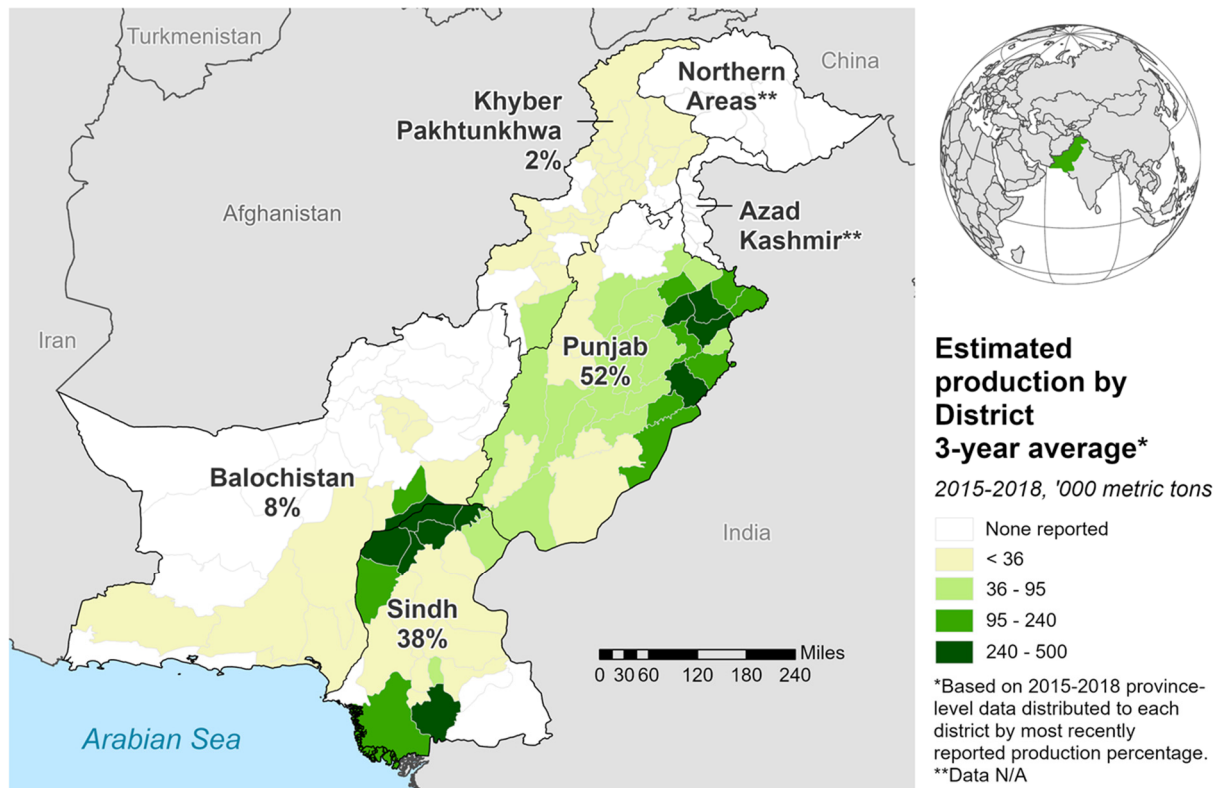 Turkmenistan
China
Northern
Areas**
Khyber
Pakhtunkhwa
2%
Afghanistan
Azad
Kashmir**
Iran
Punjab
52%
Balochistan
8%
India
Sindh
38%
Miles
0 30 60 120 180 240
Arabian Sea
Estimated
production by
District
3-year average*
2015-2018, '000 metric tons
None reported
< 36
36 - 95
95 - 240
240 - 500
*Based on 2015-2018 province-
level data distributed to each
district by most recently
reported production percentage.
**Data N/A